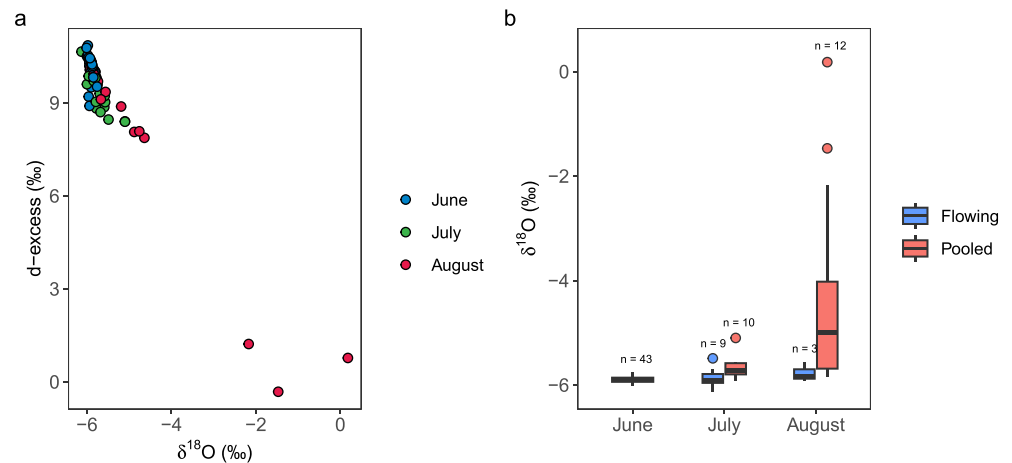 a
d−excess (‰)
9
6
3
0
−6
−4
−2
0
δ18O (‰)
June
July
August
b
δ18O (‰)
0
−2
−4
−6
n = 43
n = 9
n = 10
n = 3
n = 12
June
July
August
Flowing
Pooled